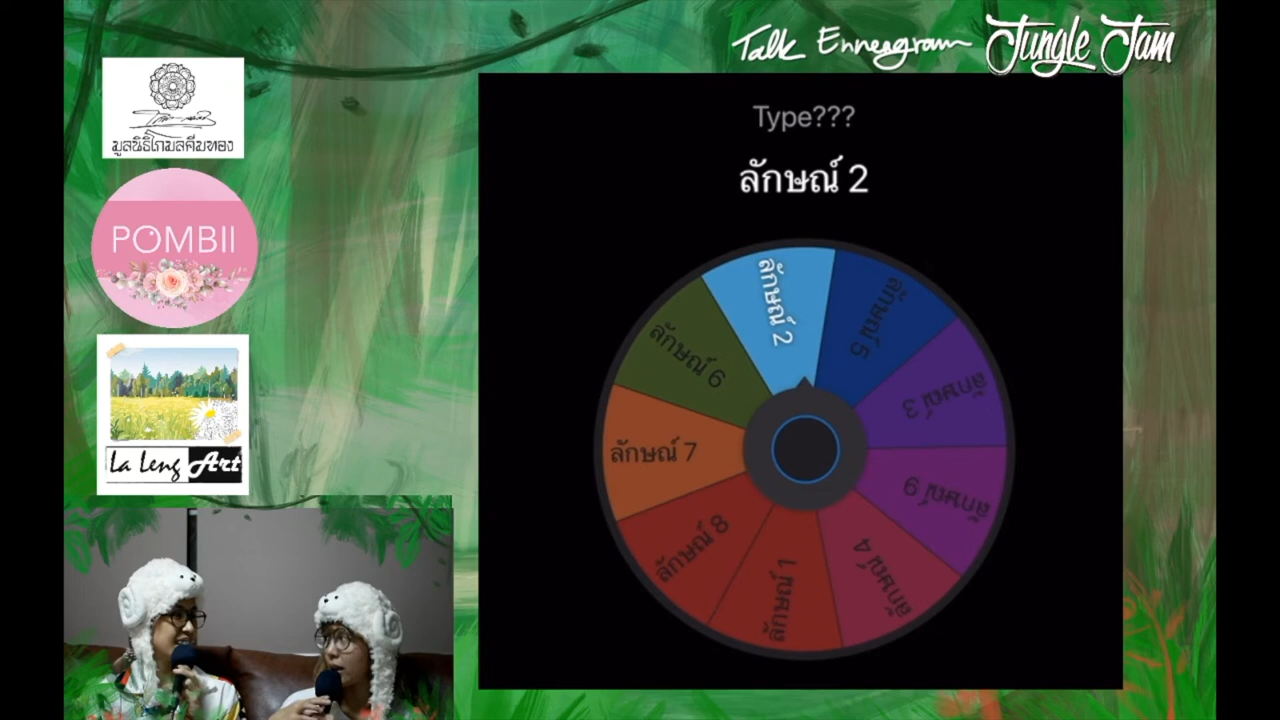 Talk Enneagram Jungle Jam
มูลนิธิโกมลคีมทอง
POMBII
La Leng Art
Type???
ลักษณ์ 2
ลักษณ์ 2
ลักษณ์ 5
ลักษณ์ 3
ลักษณ์ 9
ลักษณ์ 4
ลักษณ์ 1
ลักษณ์ 8
ลักษณ์ 7
ลักษณ์ 6